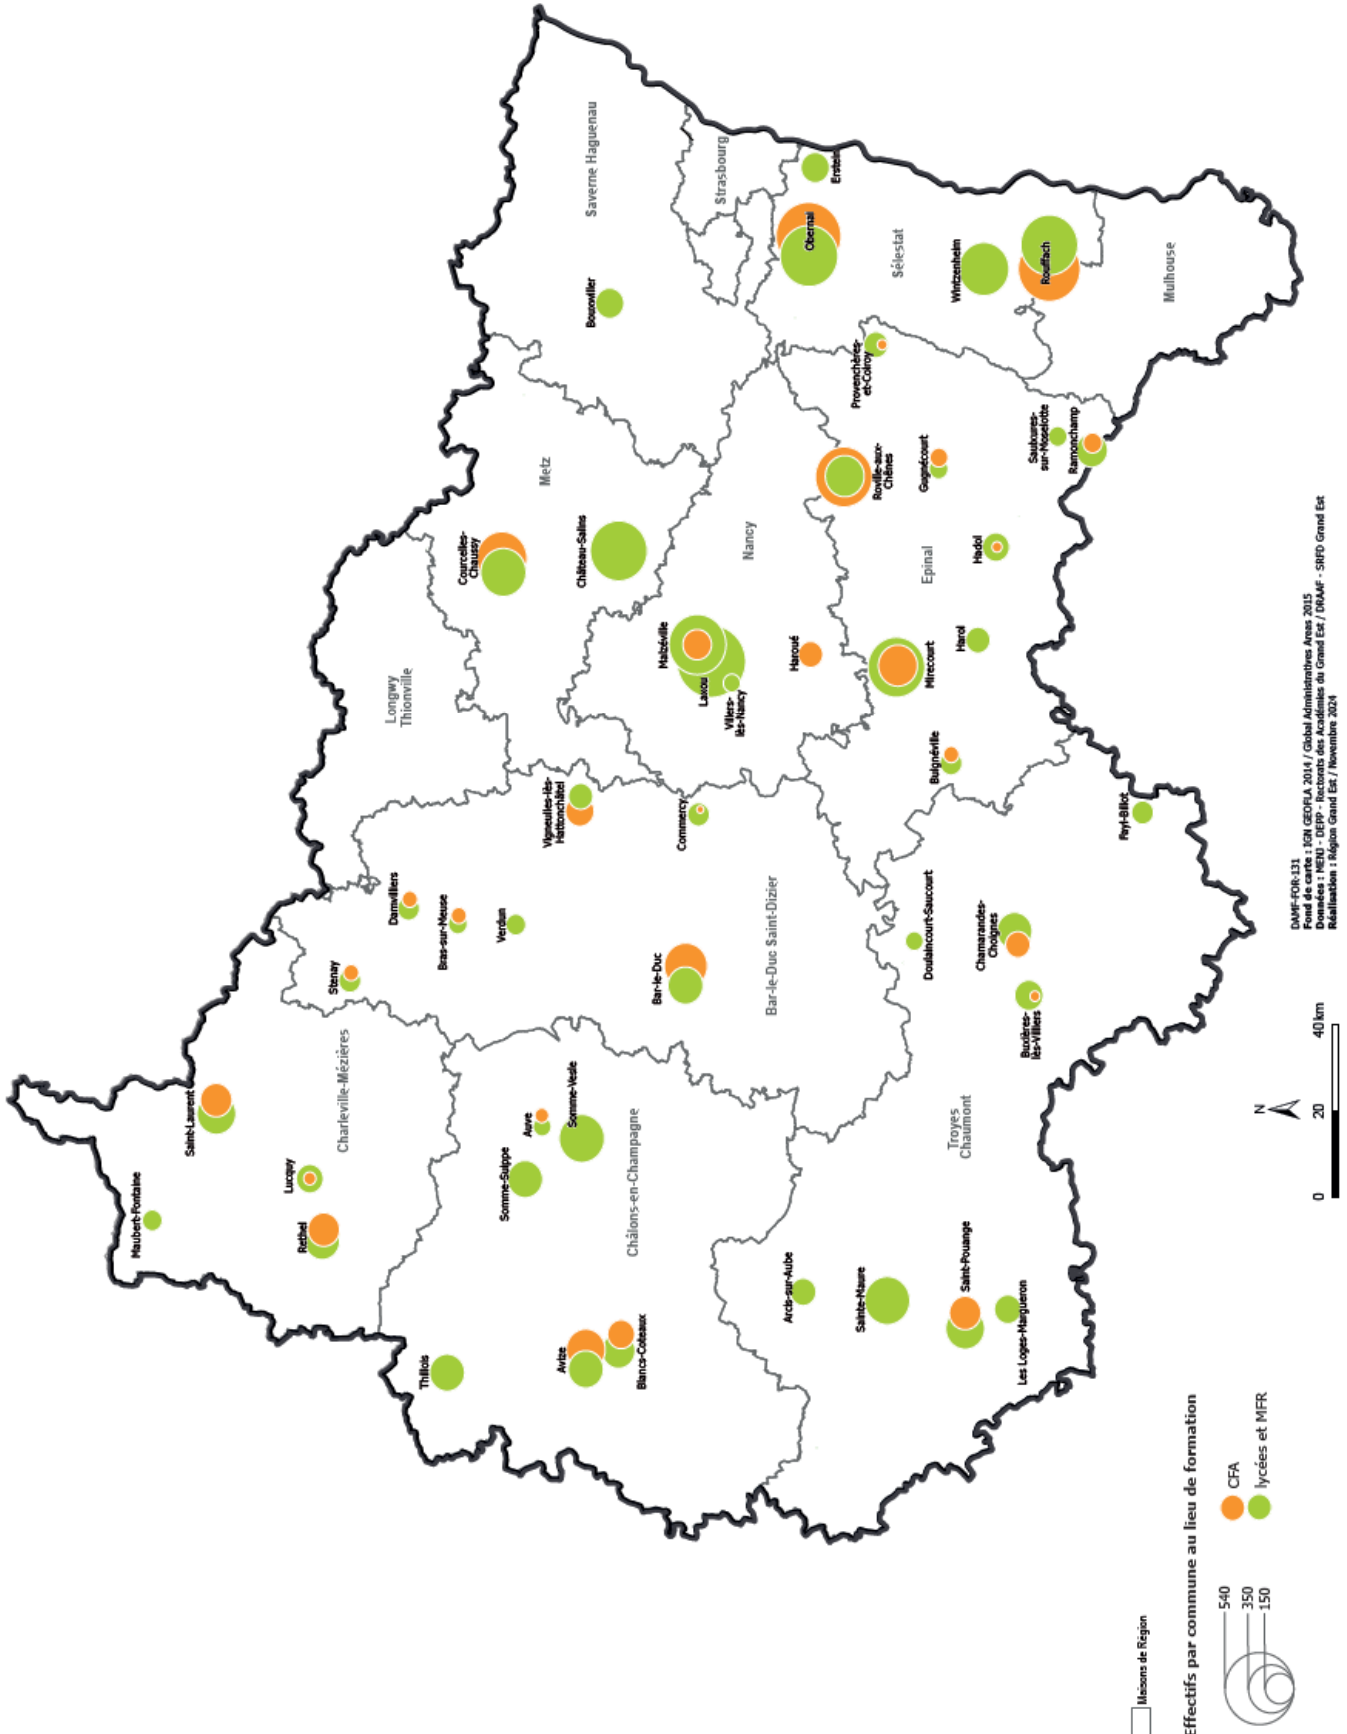 Maubert-Fontaine
Saint-Laurent
Lucquy
Rethel
Charleville-Mézières
Stenay
Damvillers
Bras-sur-Meuse
Verdun
Longwy
Thionville
Thillois
Avize
Blancs-Coteaux
Somme-Suippe
Auve
Somme-Vesle
Châlons-en-Champagne
Vigneulles-lès-
Hattonchâtel
Commercy
Bar-le-Duc
Bar-le-Duc Saint-Dizier
Metz
Courcelles-
Chaussy
Château-Salins
Saverne Haguenau
Bouxwiller
Strasbourg
Erstein
Obernai
Sélestat
Wintzenheim
Rouffach
Mulhouse
Malzéville
Laxou
Villers-
lès-Nancy
Nancy
Haroué
Roville-aux-
Chênes
Provenchères-
et-Colroy
Gugnécourt
Saulxures-
sur-Moselotte
Ramonchamp
Epinal
Hadol
Harol
Mirecourt
Bulgnéville
Arcis-sur-Aube
Sainte-Maure
Saint-Pouange
Les Loges-Margueron
Troyes
Chaumont
Doulaincourt-Saucourt
Chamarandes-
Choignes
Buxières-
lès-Villiers
Fayl-Billot
Maisons de Région
Effectifs par commune au lieu de formation
540
350
150
CFA
lycées et MFR
N
0 20 40 km
DAMF-FOR-131
Fond de carte : IGN GEOFLA 2014 / Global Administratives Areas 2015
Données : MENJ - DEPP - Rectorats des Académies du Grand Est / DRAAF - SRFD Grand Est
Réalisation : Région Grand Est / Novembre 2024